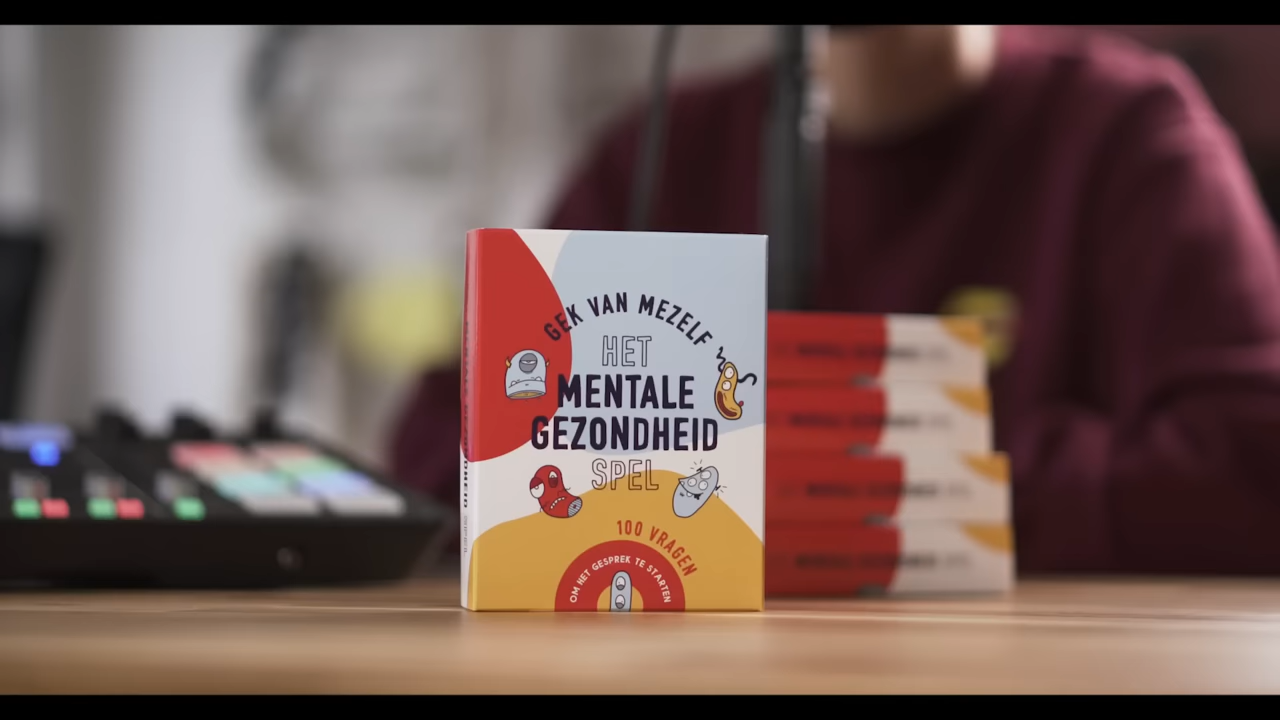 GEK VAN MEZELF
HET
MENTALE
GEZONDHEID
SPEL
100 VRAGEN
OM HET GESPREK TE STARTEN